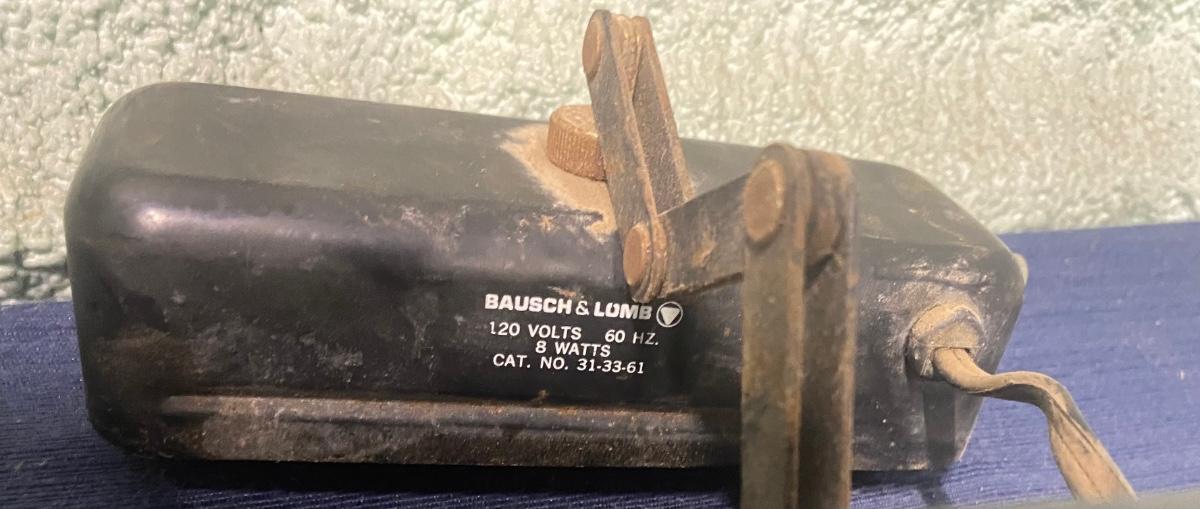 BAUSCH & LOMB
120 VOLTS 60 HZ.
8 WATTS
CAT. NO. 31-33-61